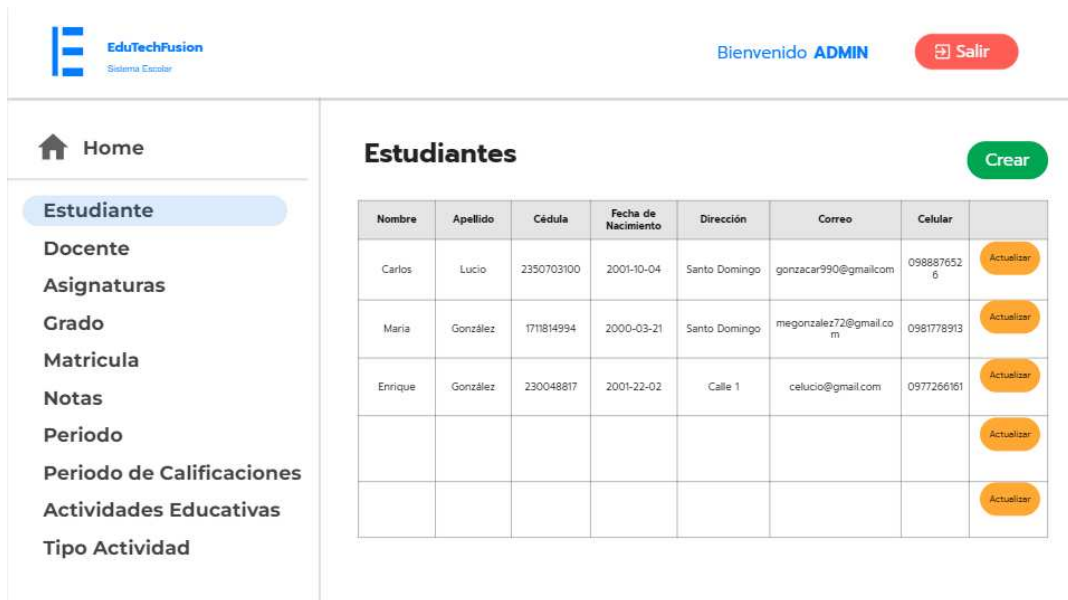 EduTechFusion
Sistema Escolar
Bienvenido ADMIN
Salir
Home
Estudiante
Docente
Asignaturas
Grado
Matricula
Notas
Periodo
Periodo de Calificaciones
Actividades Educativas
Tipo Actividad
Estudiantes
Crear
Nombre Apellido Cédula Fecha de Nacimiento Dirección Correo Celular
Carlos Lucio 2350703100 2001-10-04 Santo Domingo gonzacar990@gmailcom 0988876526 Actualizar
Maria González 1711814994 2000-03-21 Santo Domingo megonzalez72@gmail.com 0981778913 Actualizar
Enrique González 230048817 2001-22-02 Calle 1 celucio@gmail.com 0977266161 Actualizar
Actualizar
Actualizar